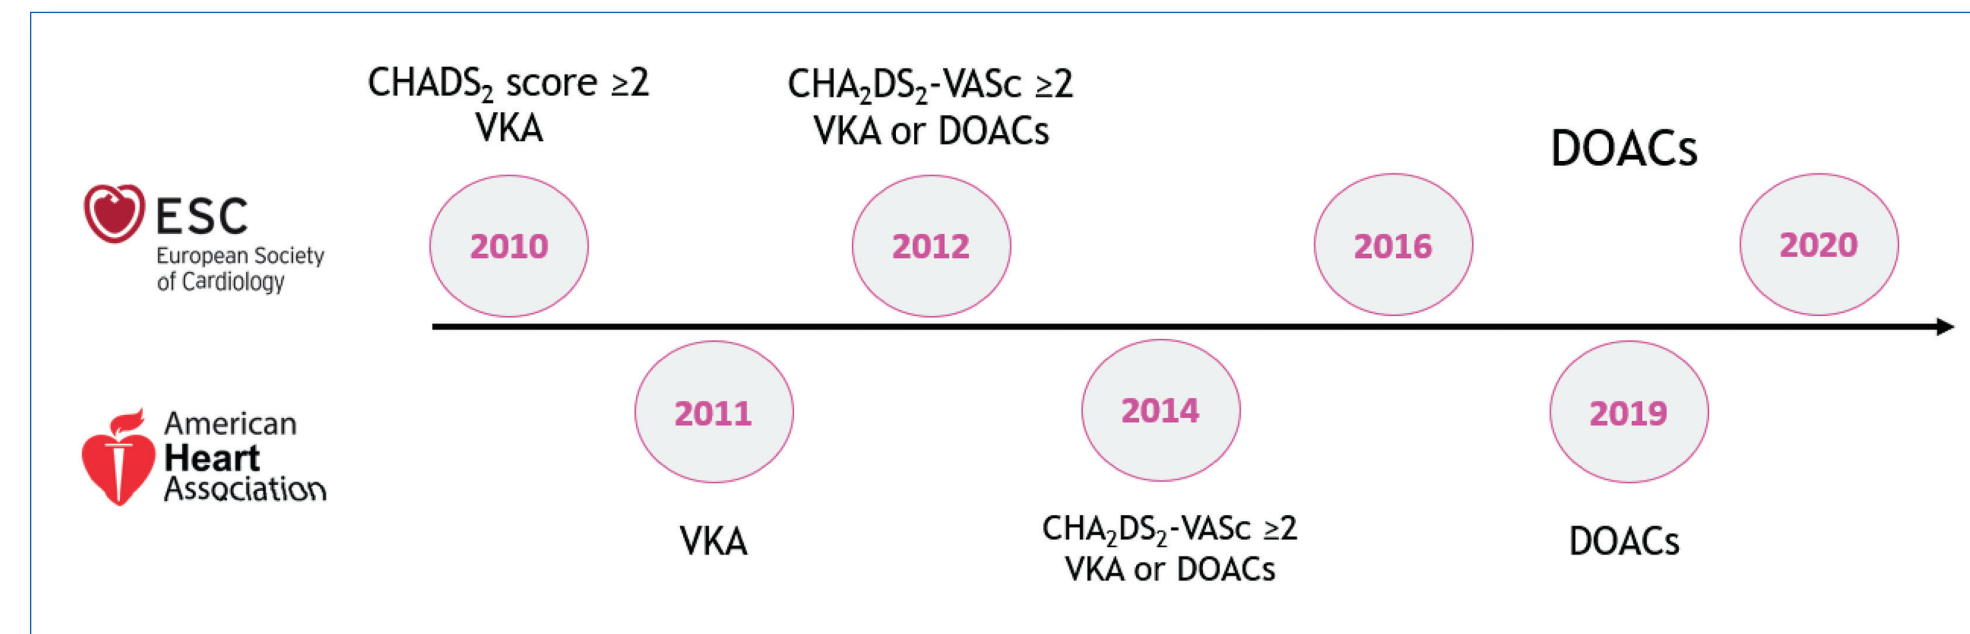 CHADS₂ score ≥2
VKA
CHA₂DS₂-VASc ≥2
VKA or DOACs
DOACs
ESC
European Society
of Cardiology
2010
2012
2016
2020
American
Heart
Association
2011
2014
2019
VKA
CHA₂DS₂-VASc ≥2
VKA or DOACs
DOACs